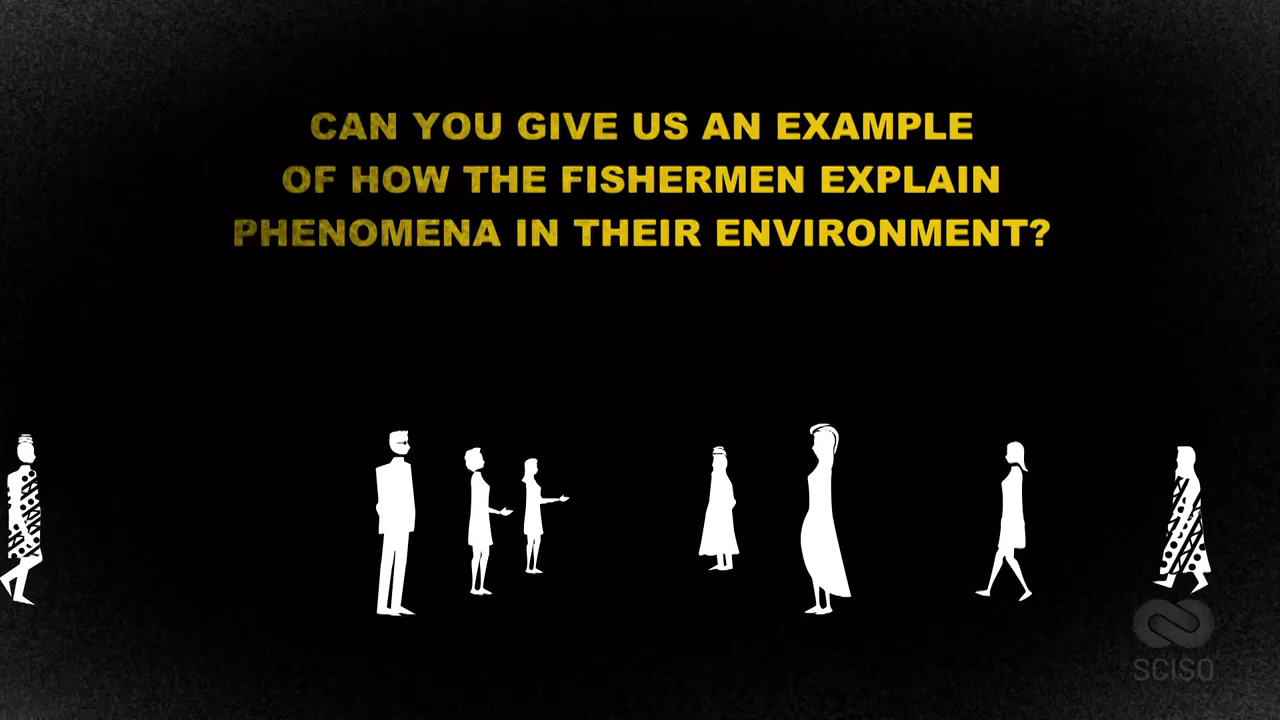 CAN YOU GIVE US AN EXAMPLE
OF HOW THE FISHERMEN EXPLAIN
PHENOMENA IN THEIR ENVIRONMENT?
SCISO